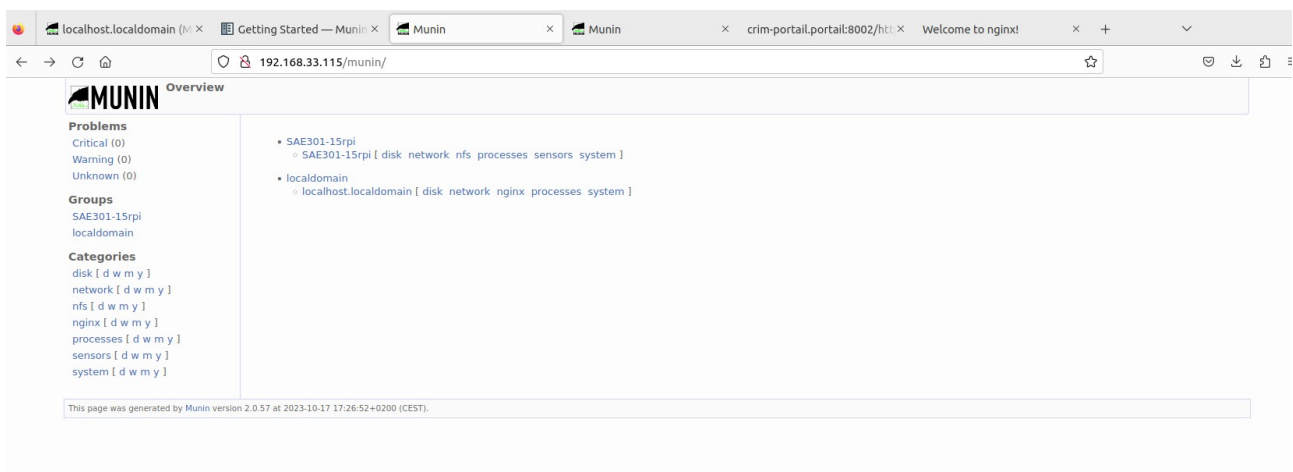 localhost.localdomain (M
Getting Started — Munin
Munin
Munin
crim-portail.portail:8002/htt
Welcome to nginx!
192.168.33.115/munin/
MUNIN Overview
Problems
Critical (0)
Warning (0)
Unknown (0)
Groups
SAE301-15rpi
localdomain
Categories
disk [ d w m y ]
network [ d w m y ]
nfs [ d w m y ]
nginx [ d w m y ]
processes [ d w m y ]
sensors [ d w m y ]
system [ d w m y ]
SAE301-15rpi
SAE301-15rpi [ disk network nfs processes sensors system ]
localdomain
localhost.localdomain [ disk network nginx processes system ]
This page was generated by Munin version 2.0.57 at 2023-10-17 17:26:52+0200 (CEST).